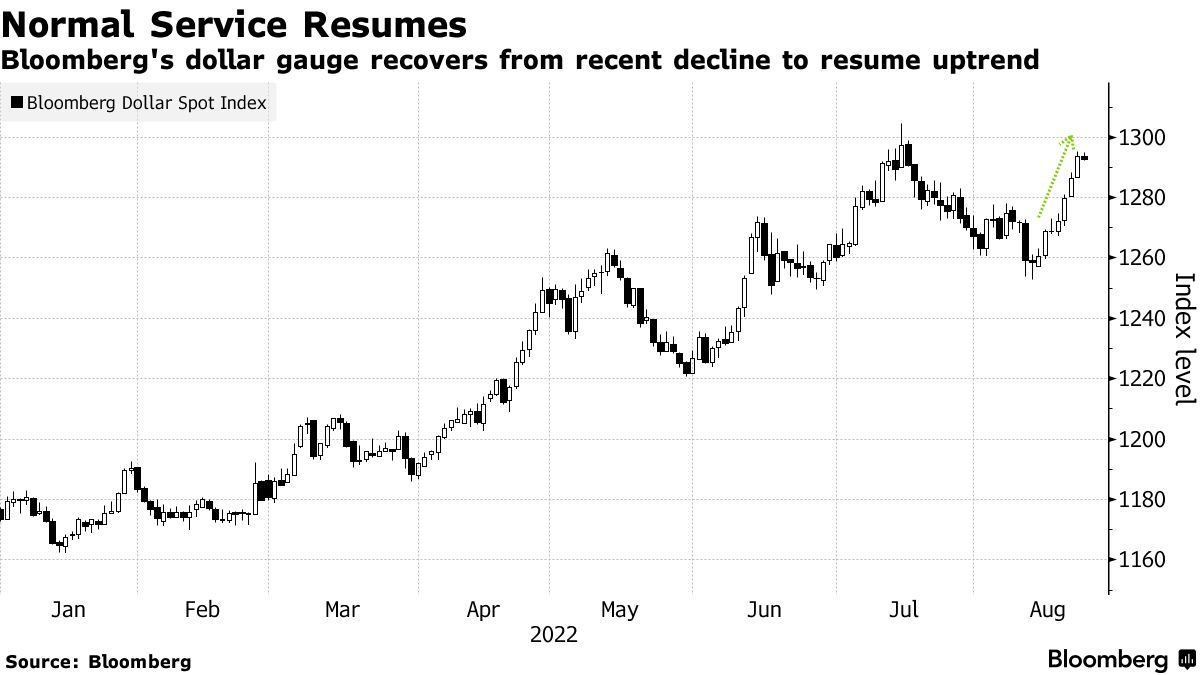 Normal Service Resumes
Bloomberg's dollar gauge recovers from recent decline to resume uptrend
Bloomberg Dollar Spot Index
1300
1280
1260
1240
1220
1200
1180
1160
Index level
Jan Feb Mar Apr May Jun Jul Aug
2022
Source: Bloomberg
Bloomberg